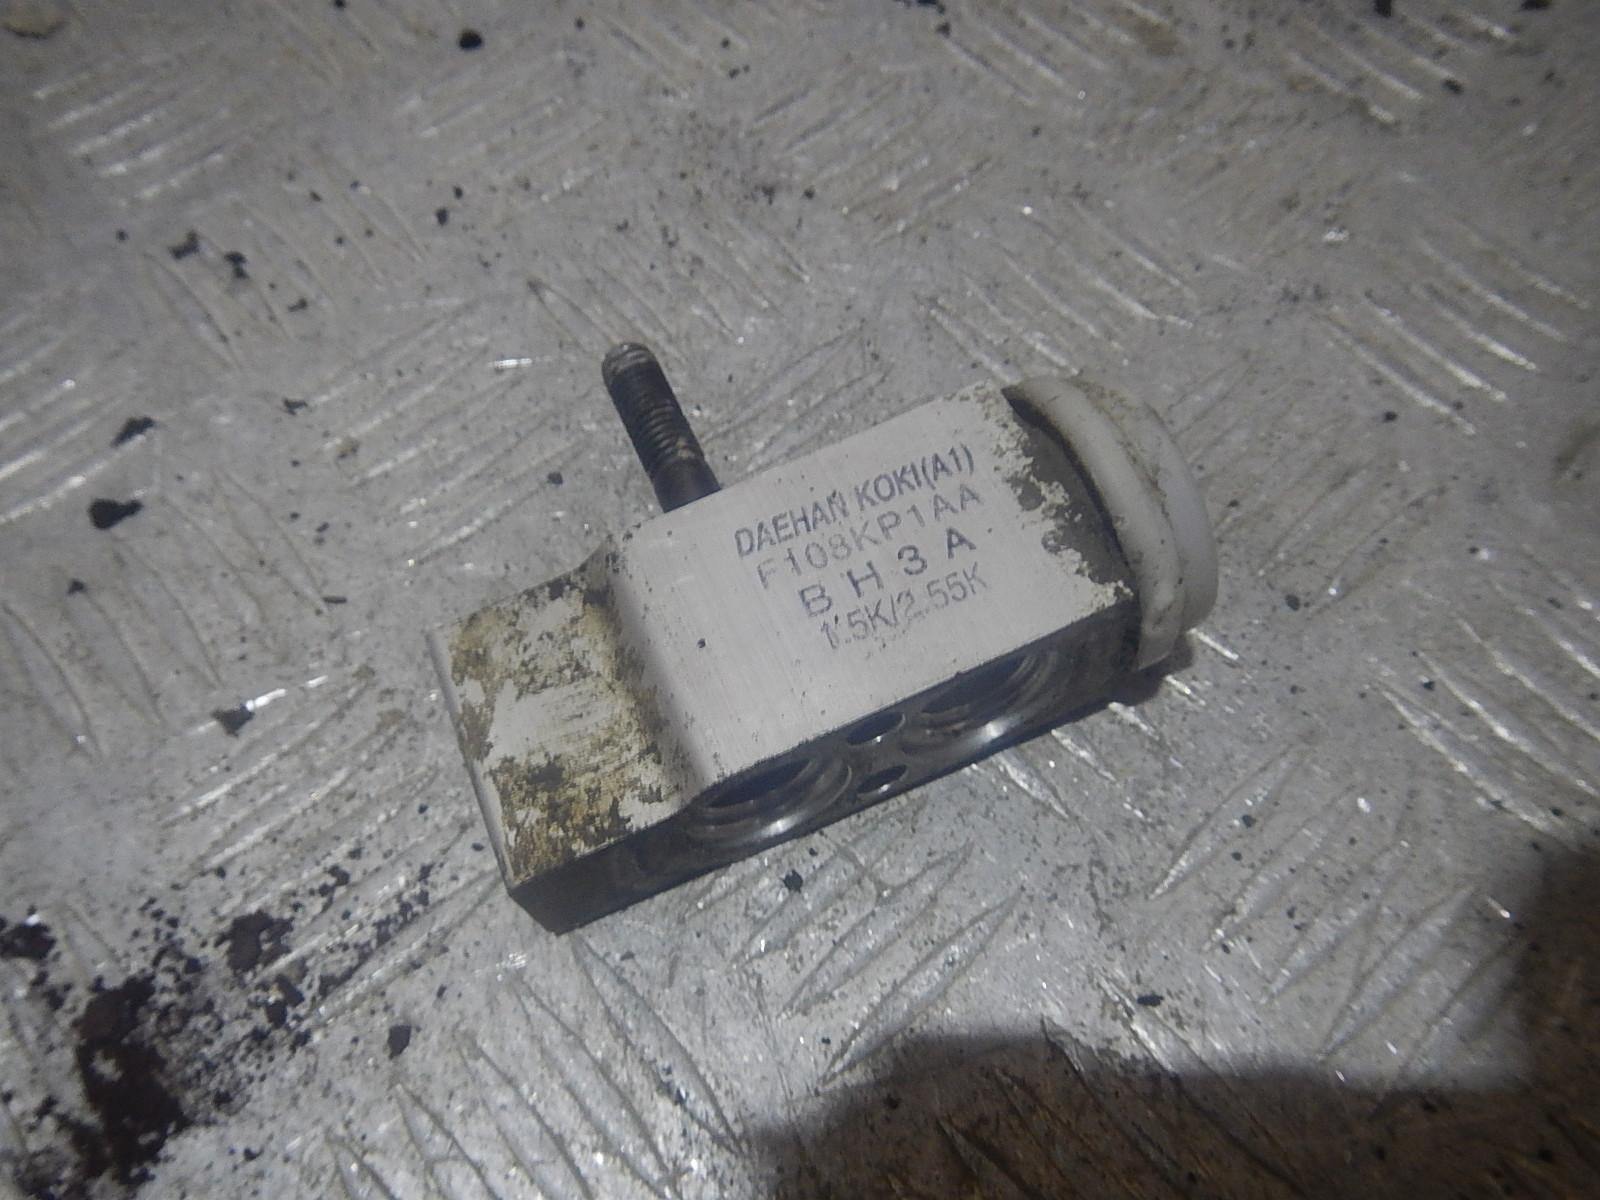 DAEHAN KOKI(A1)
F108KP1AA
B H 3 A
1.5K/2.55K